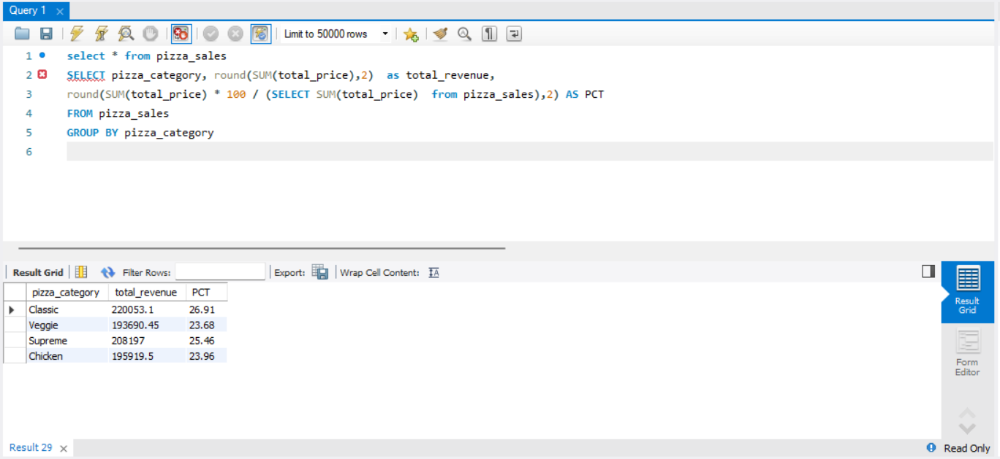 Query 1
Limit to 50000 rows
1 select * from pizza_sales
2 SELECT pizza_category, round(SUM(total_price),2)  as total_revenue,
3 round(SUM(total_price) * 100 / (SELECT SUM(total_price)  from pizza_sales),2) AS PCT
4 FROM pizza_sales
5 GROUP BY pizza_category
6
Result Grid Filter Rows: Export: Wrap Cell Content: IA
pizza_category total_revenue PCT
Classic 220053.1 26.91
Veggie 193690.45 23.68
Supreme 208197 25.46
Chicken 195919.5 23.96
Result
Grid
Form
Editor
Result 29
Read Only